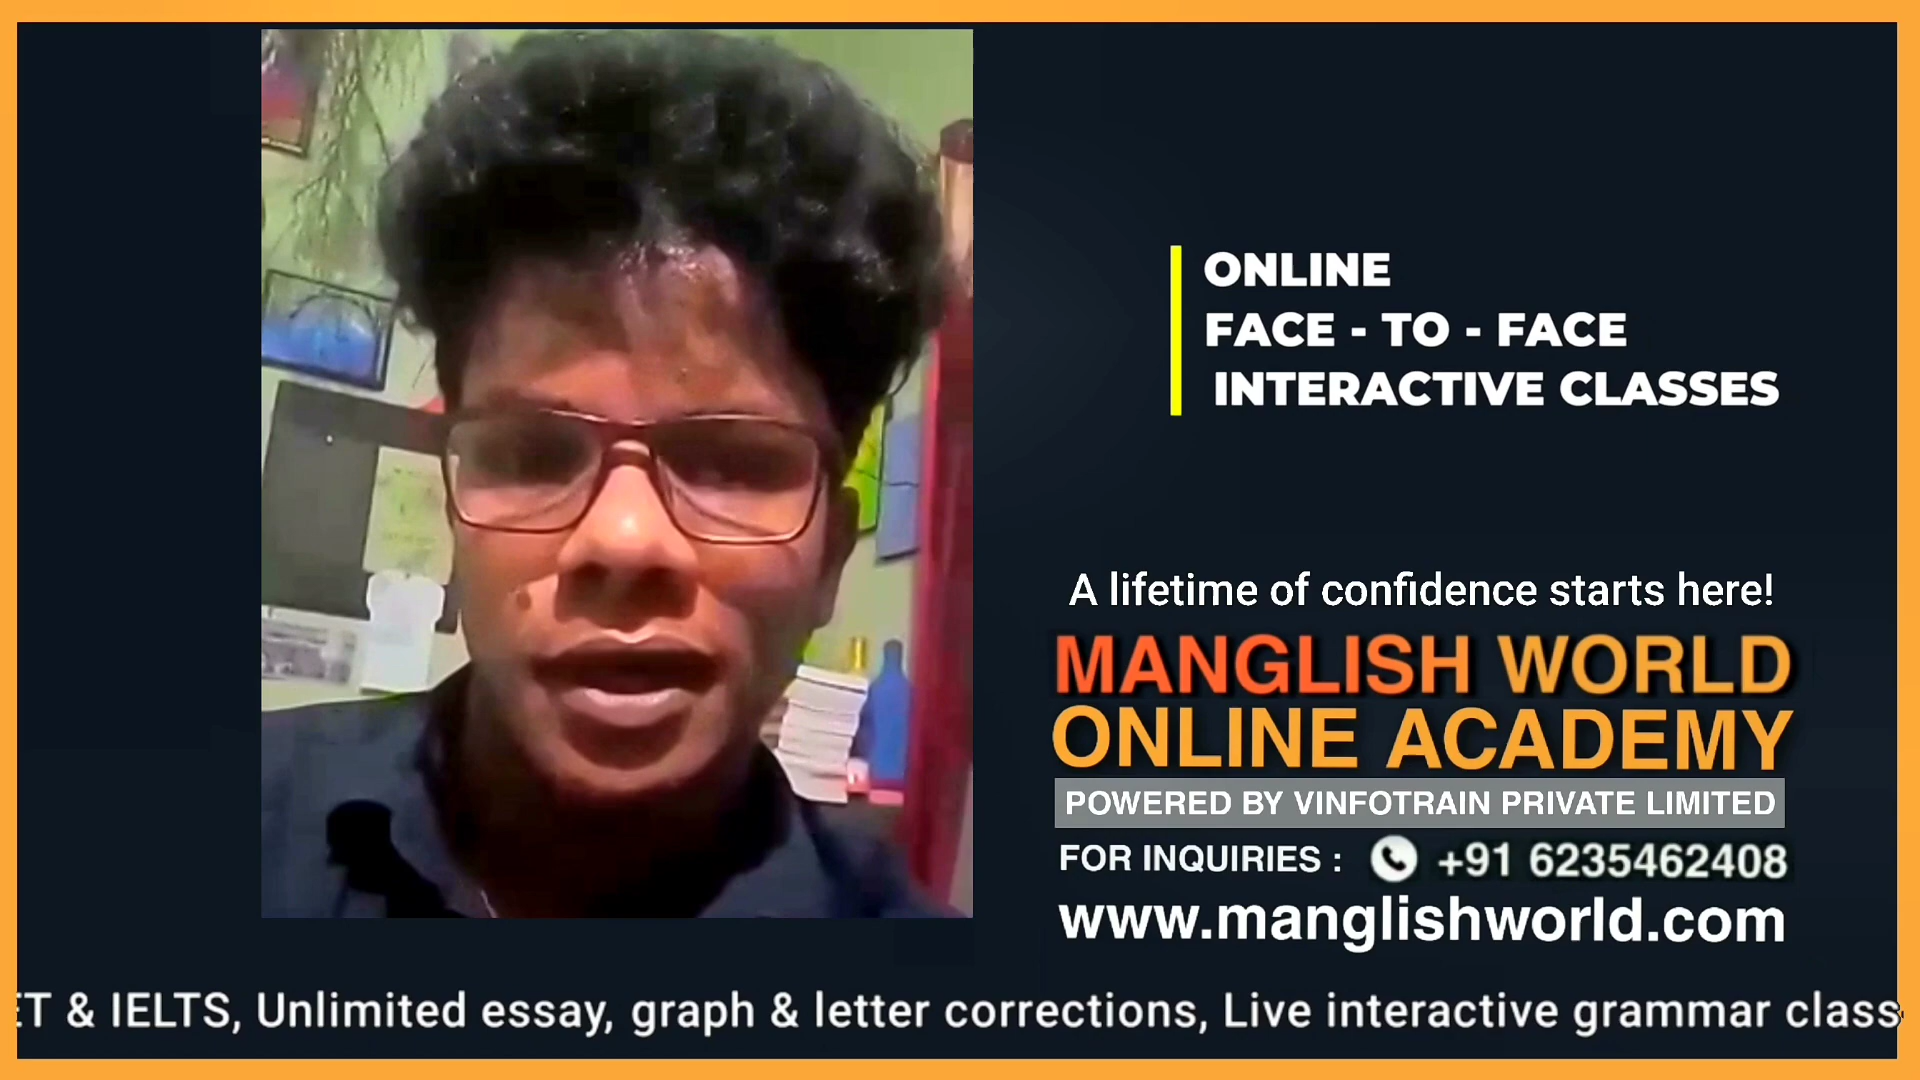 ONLINE
FACE - TO - FACE
INTERACTIVE CLASSES
A lifetime of confidence starts here!
MANGLISH WORLD
ONLINE ACADEMY
POWERED BY VINFOTRAIN PRIVATE LIMITED
FOR INQUIRIES : +91 6235462408
www.manglishworld.com
& IELTS, Unlimited essay, graph & letter corrections, Live interactive grammar class